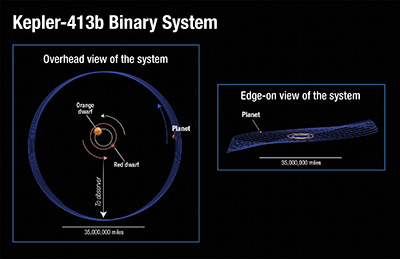 Kepler-413b Binary System
Overhead view of the system
Orange
dwarf
Planet
Red dwarf
To observer
35,000,000 miles
Edge-on view of the system
Planet
35,000,000 miles